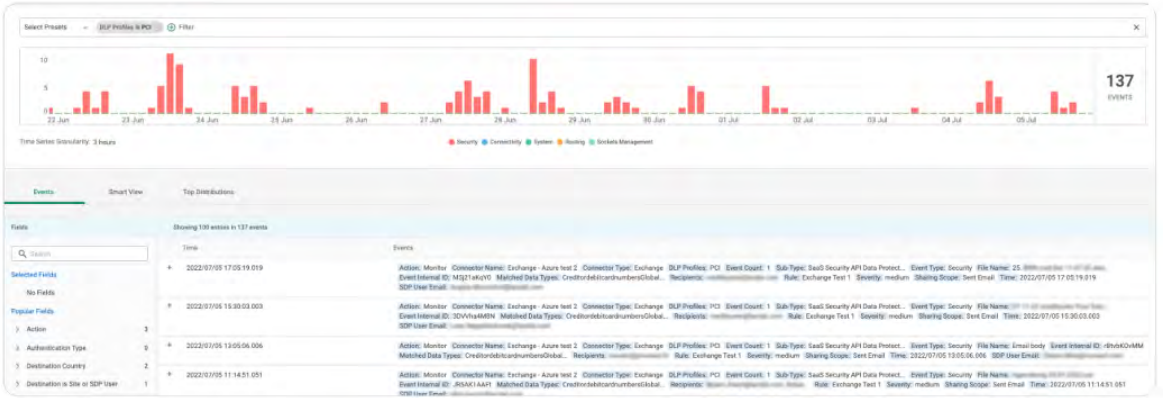 Select Presets DLP Profiles is PCI Filter
10
5
0
22 Jun 23 Jun 24 Jun 25 Jun 26 Jun 27 Jun 28 Jun 29 Jun 30 Jun 01 Jul 02 Jul 03 Jul 04 Jul 05 Jul
137
EVENTS
Time Series Granularity: 3 hours
Security Connectivity System Routing Sockets Management
Events Smart View Top Distributions
Fields
Showing 100 entries in 137 events
Search
Time Events
Selected Fields
No Fields
Popular Fields
Action 3
Authentication Type
Destination Country 2
Destination is Site or SDP User 1
+ 2022/07/05 17:05:19.019
Action: Monitor Connector Name: Exchange - Azure test 2 Connector Type: Exchange DLP Profiles: PCI Event Count: 1 Sub-Type: SaaS Security API Data Protect... Event Type: Security File Name: 25.
Event Internal ID: Matched Data Types: CreditordebitcardnumbersGlobal... Recipients: Rule: Exchange Test 1 Severity: medium Sharing Scope: Sent Email Time: 2022/07/05 17:05:19.019
SDP User Email:
+ 2022/07/05 15:30:03.003
Action: Monitor Connector Name: Exchange - Azure test 2 Connector Type: Exchange DLP Profiles: PCI Event Count: 1 Sub-Type: SaaS Security API Data Protect... Event Type: Security File Name:
Event Internal ID: Matched Data Types: CreditordebitcardnumbersGlobal... Recipients: Rule: Exchange Test 1 Severity: medium Sharing Scope: Sent Email Time: 2022/07/05 15:30:03.003
SDP User Email:
+ 2022/07/05 13:05:06.006
Action: Monitor Connector Name: Exchange - Azure test 2 Connector Type: Exchange DLP Profiles: PCI Event Count: 1 Sub-Type: SaaS Security API Data Protect... Event Type: Security File Name: Email body Event Internal ID:
Matched Data Types: CreditordebitcardnumbersGlobal... Recipients: Rule: Exchange Test 1 Severity: medium Sharing Scope: Sent Email Time: 2022/07/05 13:05:06.006 SDP User Email:
+ 2022/07/05 11:14:51.051
Action: Monitor Connector Name: Exchange - Azure test 2 Connector Type: Exchange DLP Profiles: PCI Event Count: 1 Sub-Type: SaaS Security API Data Protect... Event Type: Security File Name:
Event Internal ID: Matched Data Types: CreditordebitcardnumbersGlobal... Recipients: Rule: Exchange Test 1 Severity: medium Sharing Scope: Sent Email Time: 2022/07/05 11:14:51.051
SDP User Email: